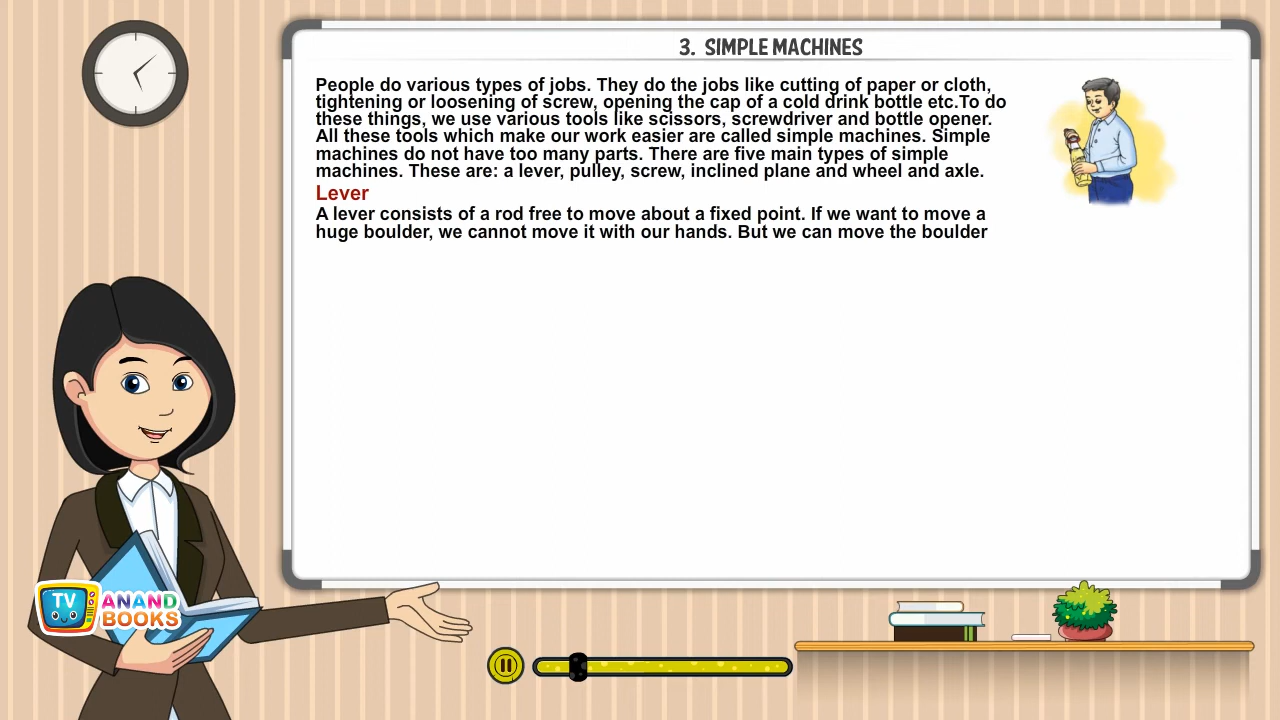 3. SIMPLE MACHINES
People do various types of jobs. They do the jobs like cutting of paper or cloth,
tightening or loosening of screw, opening the cap of a cold drink bottle etc.To do
these things, we use various tools like scissors, screwdriver and bottle opener.
All these tools which make our work easier are called simple machines. Simple
machines do not have too many parts. There are five main types of simple
machines. These are: a lever, pulley, screw, inclined plane and wheel and axle.
Lever
A lever consists of a rod free to move about a fixed point. If we want to move a
huge boulder, we cannot move it with our hands. But we can move the boulder
TV
ANAND
BOOKS